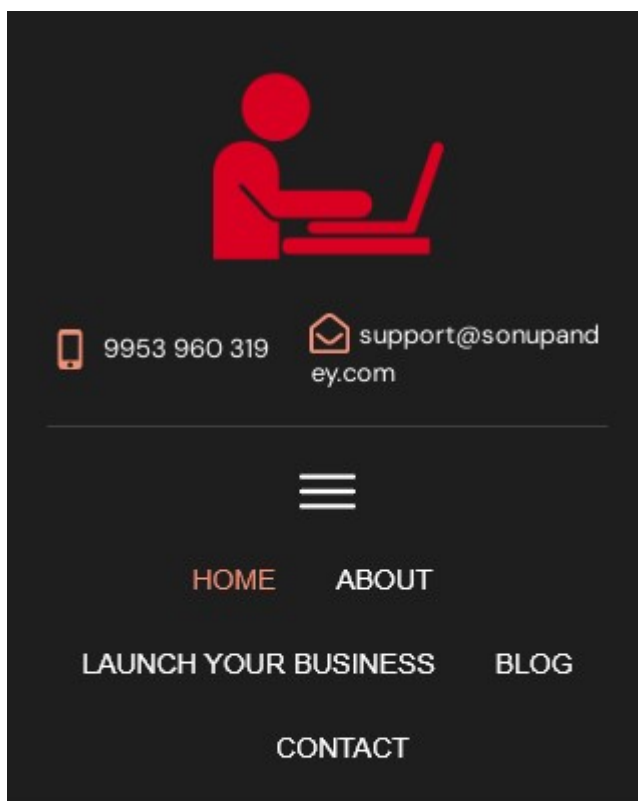 9953 960 319
support@sonupand
ey.com
HOME ABOUT
LAUNCH YOUR BUSINESS BLOG
CONTACT